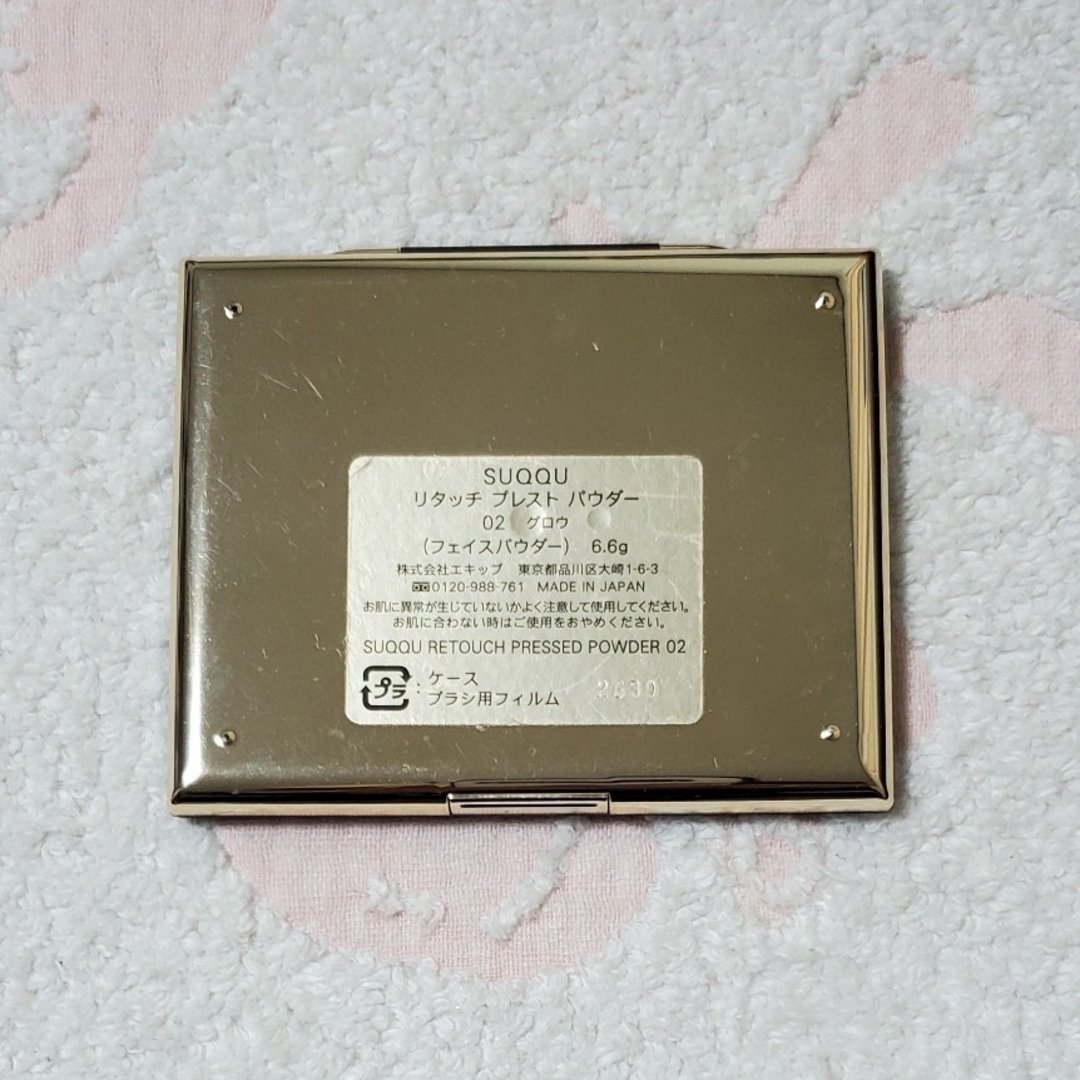 SUQQU
リタッチ プレスト パウダー
02 グロウ
(フェイスパウダー) 6.6g
株式会社エキップ 東京都品川区大崎1-6-3
0120-988-761 MADE IN JAPAN
お肌に異常が生じていないかよく注意して使用してください。
お肌に合わない時はご使用をおやめください。
SUQQU RETOUCH PRESSED POWDER 02
プラ : ケース
ブラシ用フィルム